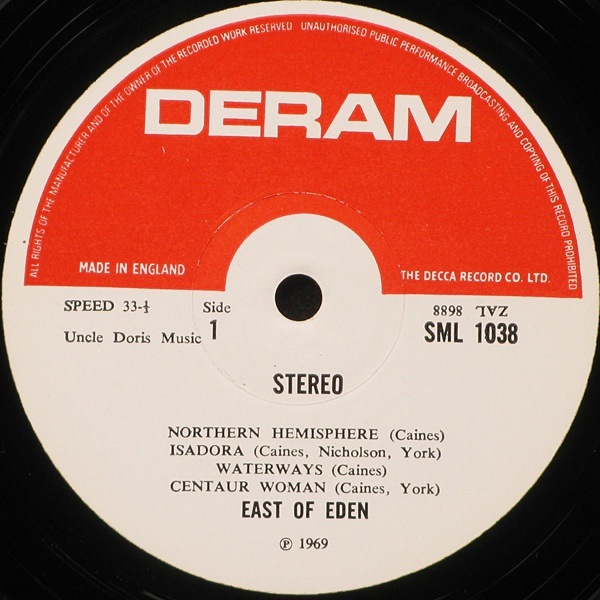 ALL RIGHTS OF THE MANUFACTURER AND OF THE OWNER OF THE RECORDED WORK RESERVED UNAUTHORISED PUBLIC PERFORMANCE BROADCASTING AND COPYING OF THIS RECORD PROHIBITED
DERAM
MADE IN ENGLAND
THE DECCA RECORD CO. LTD.
SPEED 33-⅓
Side
1
ZAL 8898
Uncle Doris Music
SML 1038
STEREO
NORTHERN HEMISPHERE (Caines)
ISADORA (Caines, Nicholson, York)
WATERWAYS (Caines)
CENTAUR WOMAN (Caines, York)
EAST OF EDEN
℗ 1969